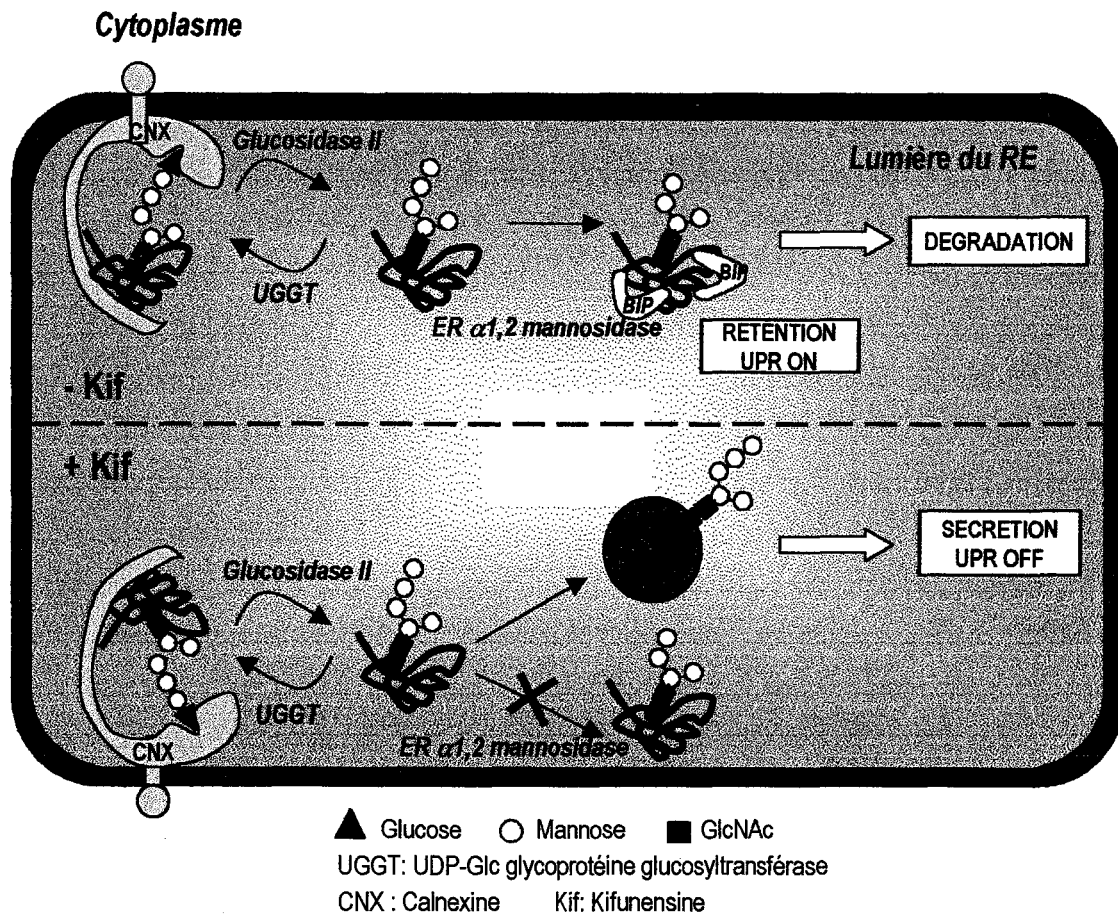 Cytoplasme
CNX
Glucosidase II
Lumière du RE
UGGT
BIP
BIP
DEGRADATION
ER α1,2 mannosidase
RETENTION
UPR ON
- Kif
+ Kif
Glucosidase II
SECRETION
UPR OFF
UGGT
CNX
ER α1,2 mannosidase
Glucose
Mannose
GlcNAc
UGGT: UDP-Glc glycoprotéine glucosyltransférase
CNX : Calnexine Kif: Kifunensine